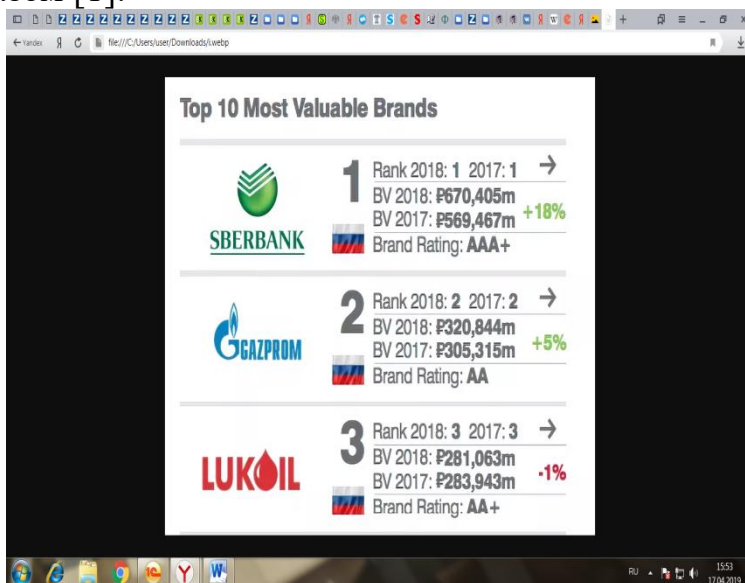 Yandex
file:///C:/Users/user/Downloads/i.webp
Top 10 Most Valuable Brands
SBERBANK
1
Rank 2018: 1 2017: 1 →
BV 2018: ₽670,405m
BV 2017: ₽569,467m
+18%
Brand Rating: AAA+
GAZPROM
2
Rank 2018: 2 2017: 2 →
BV 2018: ₽320,844m
BV 2017: ₽305,315m
+5%
Brand Rating: AA
LUKOIL
3
Rank 2018: 3 2017: 3 →
BV 2018: ₽281,063m
BV 2017: ₽283,943m
-1%
Brand Rating: AA+
RU
15:53
17.04.2019